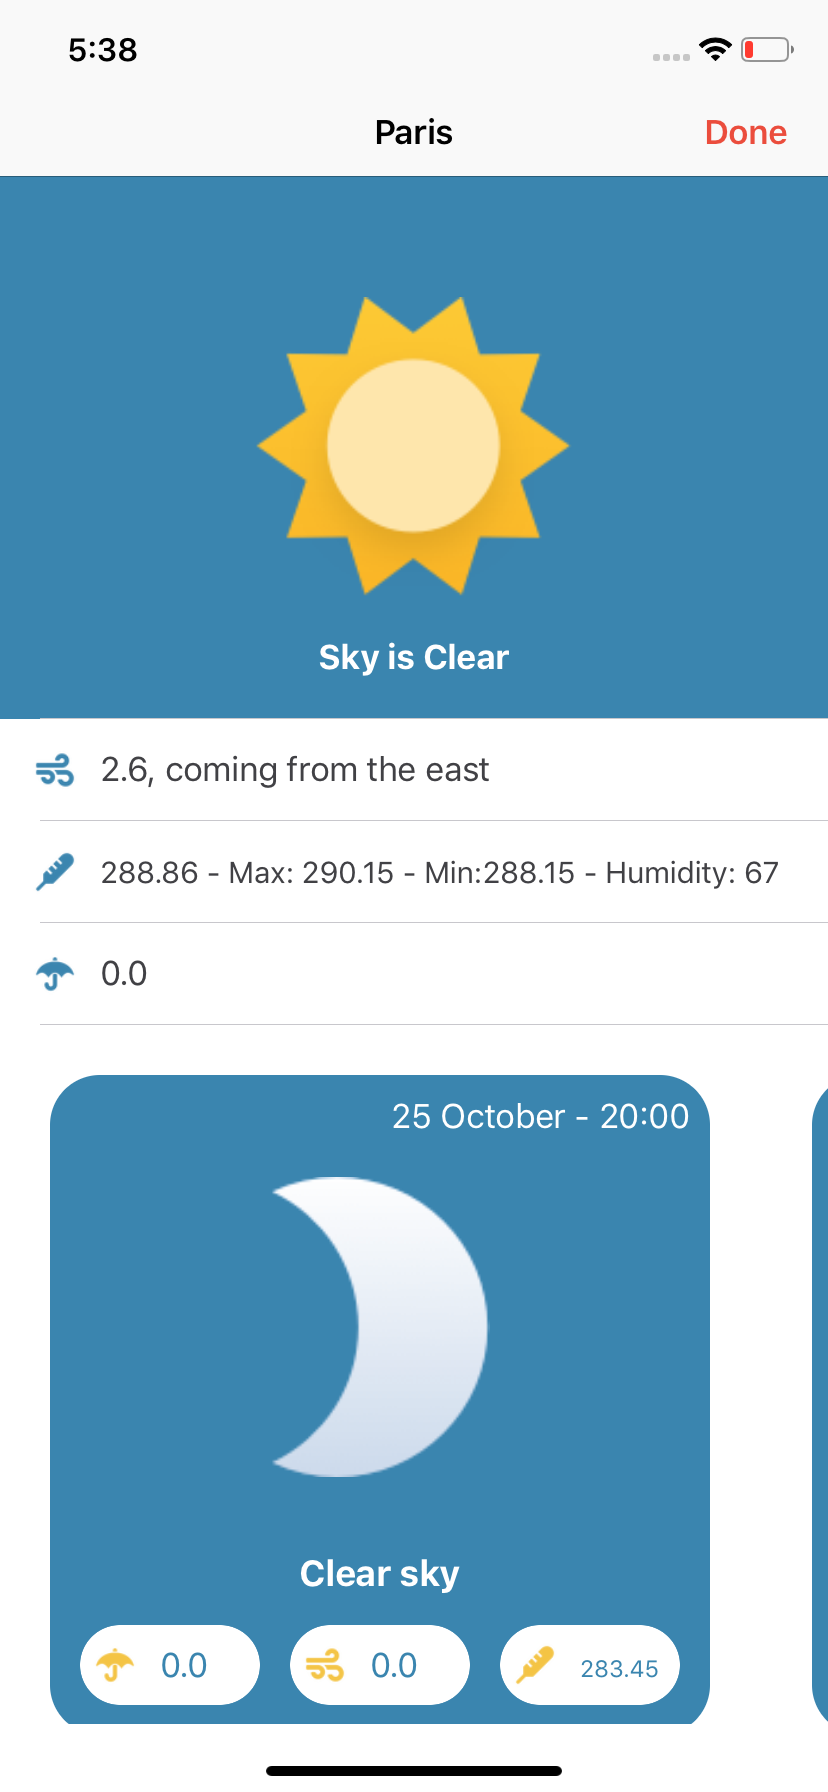 5:38
Paris
Done
Sky is Clear
2.6, coming from the east
288.86 - Max: 290.15 - Min:288.15 - Humidity: 67
0.0
25 October - 20:00
Clear sky
0.0 0.0 283.45